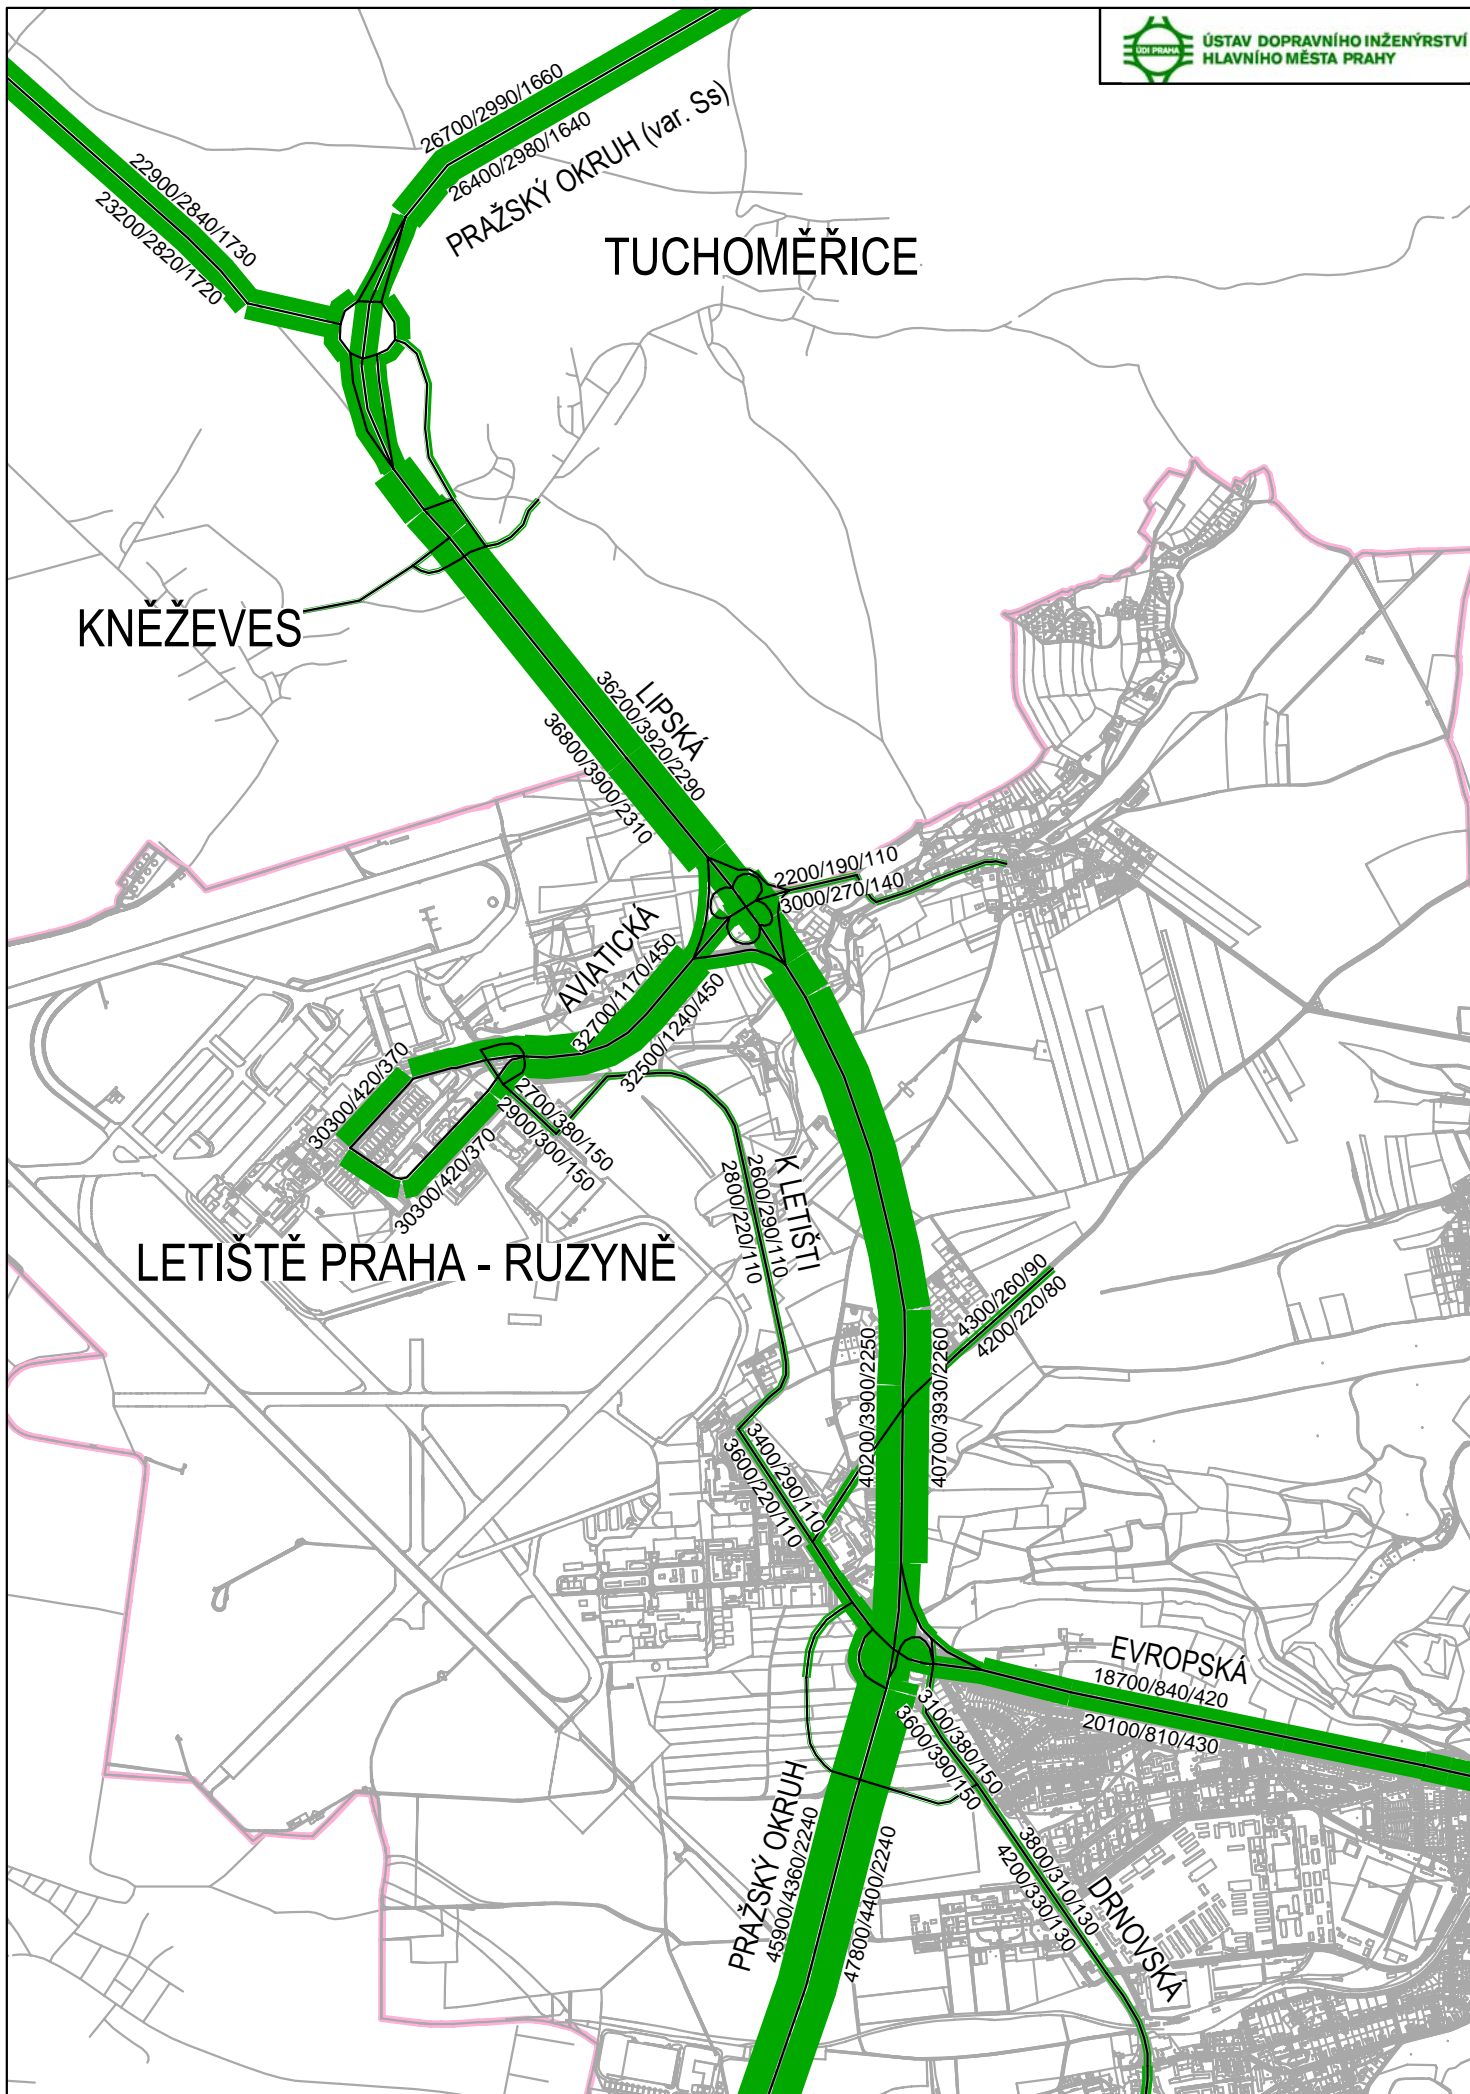 ÚSTAV DOPRAVNÍHO INŽENÝRSTVÍ
HLAVNÍHO MĚSTA PRAHY
ÚDI PRAHA
26700/2990/1660
26400/2980/1640
PRAŽSKÝ OKRUH (var. Ss)
22900/2840/1730
23200/2820/1720
TUCHOMĚŘICE
KNĚŽEVES
LIPSKÁ
36200/3920/2290
36800/3900/2310
2200/190/110
3000/270/140
AVIATICKÁ
32700/1170/450
32500/1240/450
30300/420/370
30300/420/370
2700/380/150
2900/300/150
K LETIŠTI
2600/290/110
2800/220/110
LETIŠTĚ PRAHA - RUZYNĚ
4300/260/90
4200/220/80
40200/3900/2250
40700/3930/2260
3400/290/110
3600/220/110
EVROPSKÁ
18700/840/420
20100/810/430
3100/380/150
3600/390/150
PRAŽSKÝ OKRUH
45900/4360/2240
47800/4400/2240
3800/310/130
4200/330/130
DRNOVSKÁ